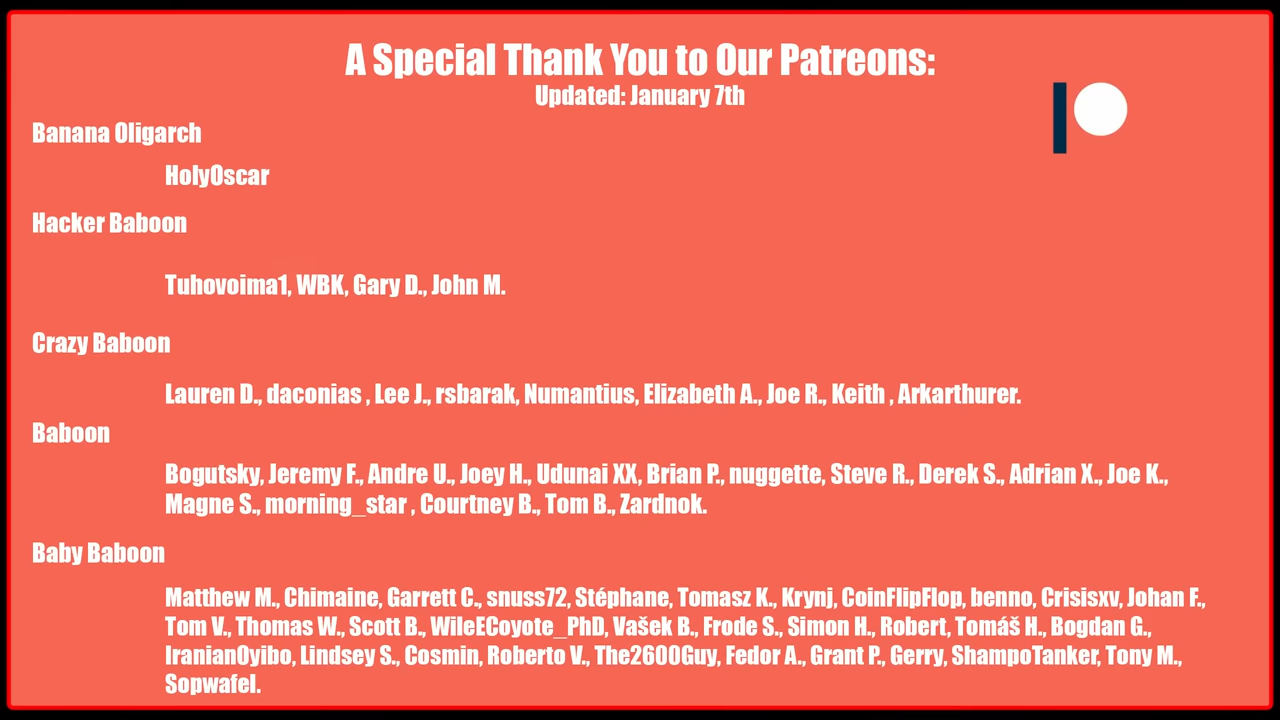 A Special Thank You to Our Patreons:
Updated: January 7th
Banana Oligarch
HolyOscar
Hacker Baboon
Tuhovoima1, WBK, Gary D., John M.
Crazy Baboon
Lauren D., daconias , Lee J., rsbarak, Numantius, Elizabeth A., Joe R., Keith , Arkarthurer.
Baboon
Bogutsky, Jeremy F., Andre U., Joey H., Udunai XX, Brian P., nuggette, Steve R., Derek S., Adrian X., Joe K.,
Magne S., morning_star , Courtney B., Tom B., Zardnok.
Baby Baboon
Matthew M., Chimaine, Garrett C., snuss72, Stéphane, Tomasz K., Krynj, CoinFlipFlop, benno, Crisisxv, Johan F.,
Tom V., Thomas W., Scott B., WileECoyote_PhD, Vašek B., Frode S., Simon H., Robert, Tomáš H., Bogdan G.,
IranianOyibo, Lindsey S., Cosmin, Roberto V., The2600Guy, Fedor A., Grant P., Gerry, ShampoTanker, Tony M.,
Sopwafel.